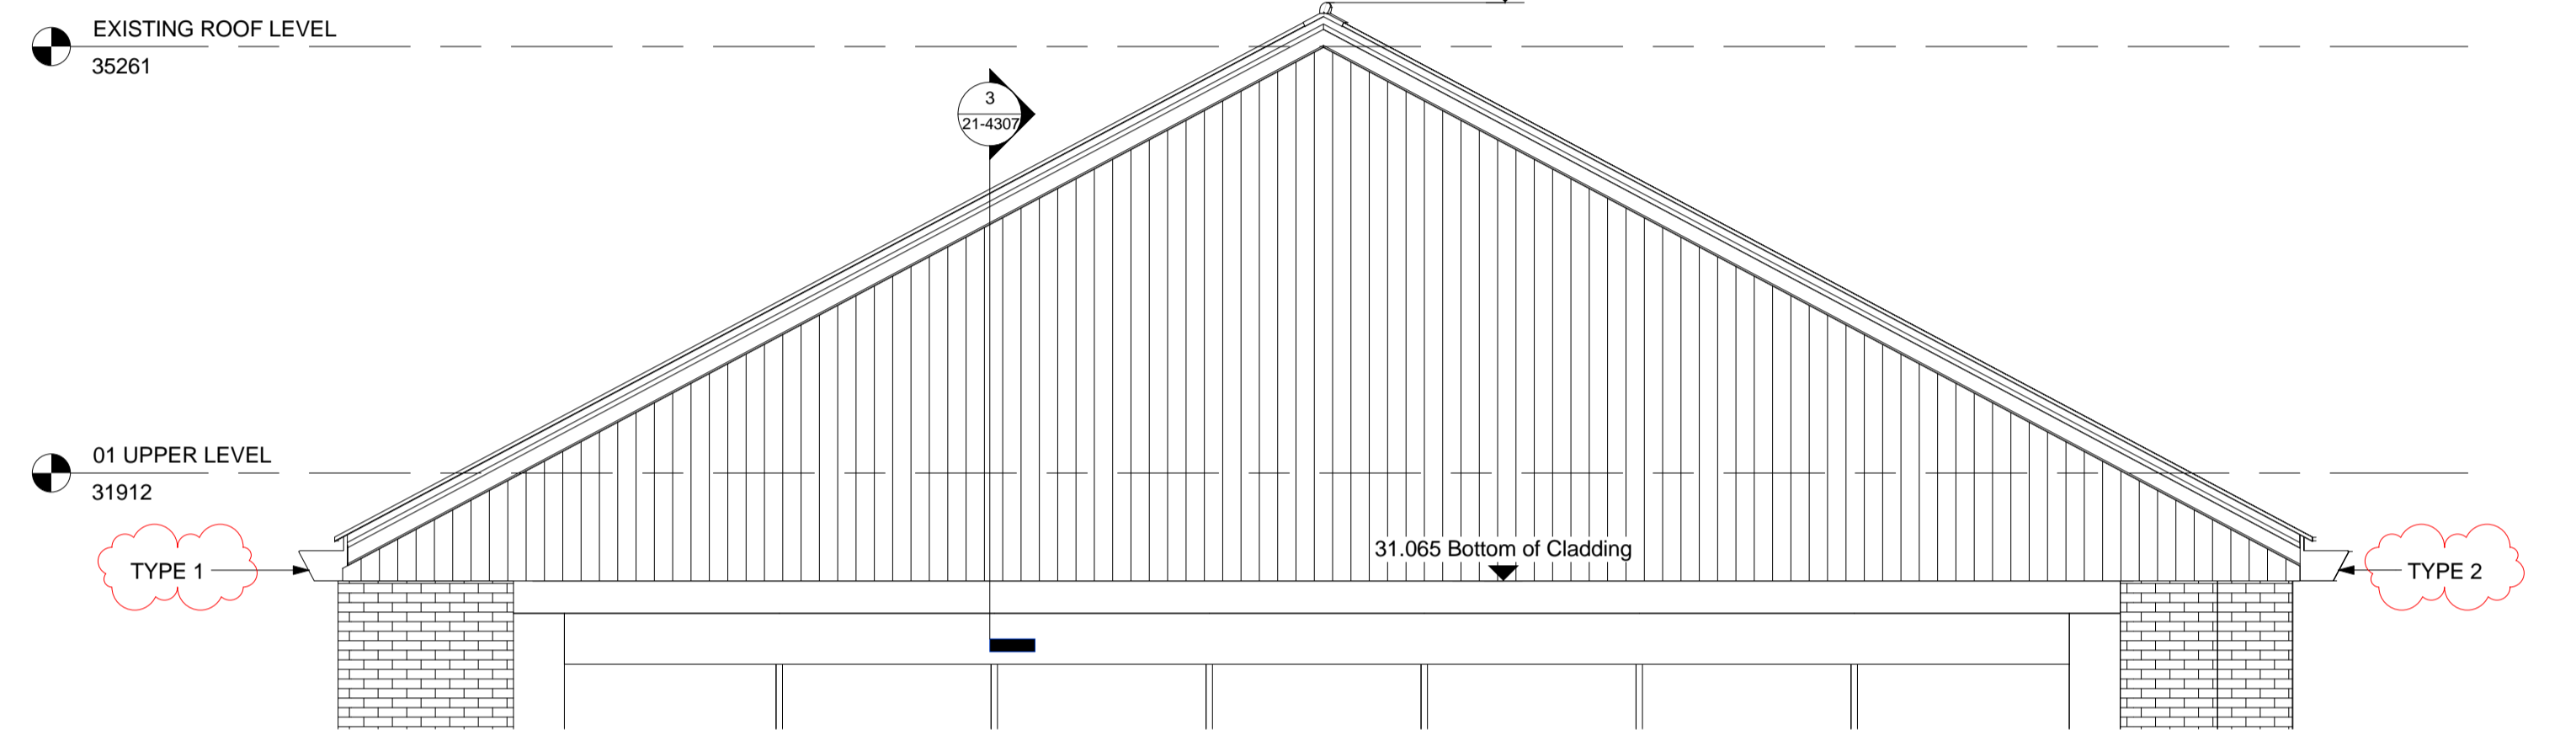 EXISTING ROOF LEVEL
35261
3
21-4307
01 UPPER LEVEL
31912
31.065 Bottom of Cladding
TYPE 1
TYPE 2